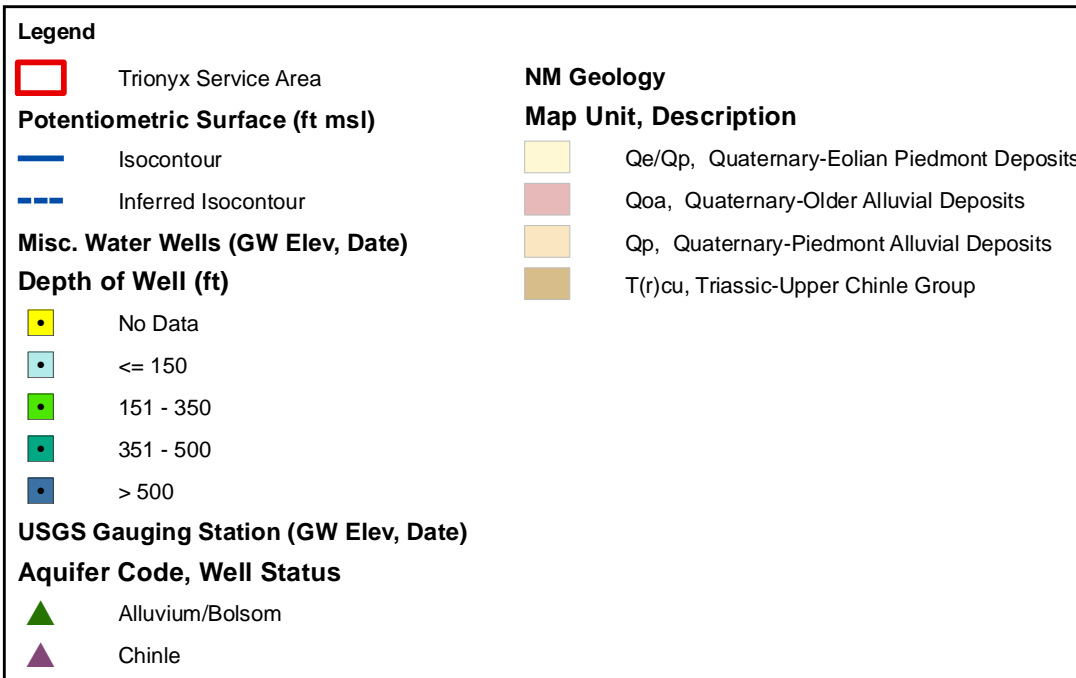 Legend
Trionyx Service Area
Potentiometric Surface (ft msl)
Isocontour
Inferred Isocontour
Misc. Water Wells (GW Elev, Date)
Depth of Well (ft)
No Data
<= 150
151 - 350
351 - 500
> 500
USGS Gauging Station (GW Elev, Date)
Aquifer Code, Well Status
Alluvium/Bolsom
Chinle
NM Geology
Map Unit, Description
Qe/Qp, Quaternary-Eolian Piedmont Deposits
Qoa, Quaternary-Older Alluvial Deposits
Qp, Quaternary-Piedmont Alluvial Deposits
T(r)cu, Triassic-Upper Chinle Group